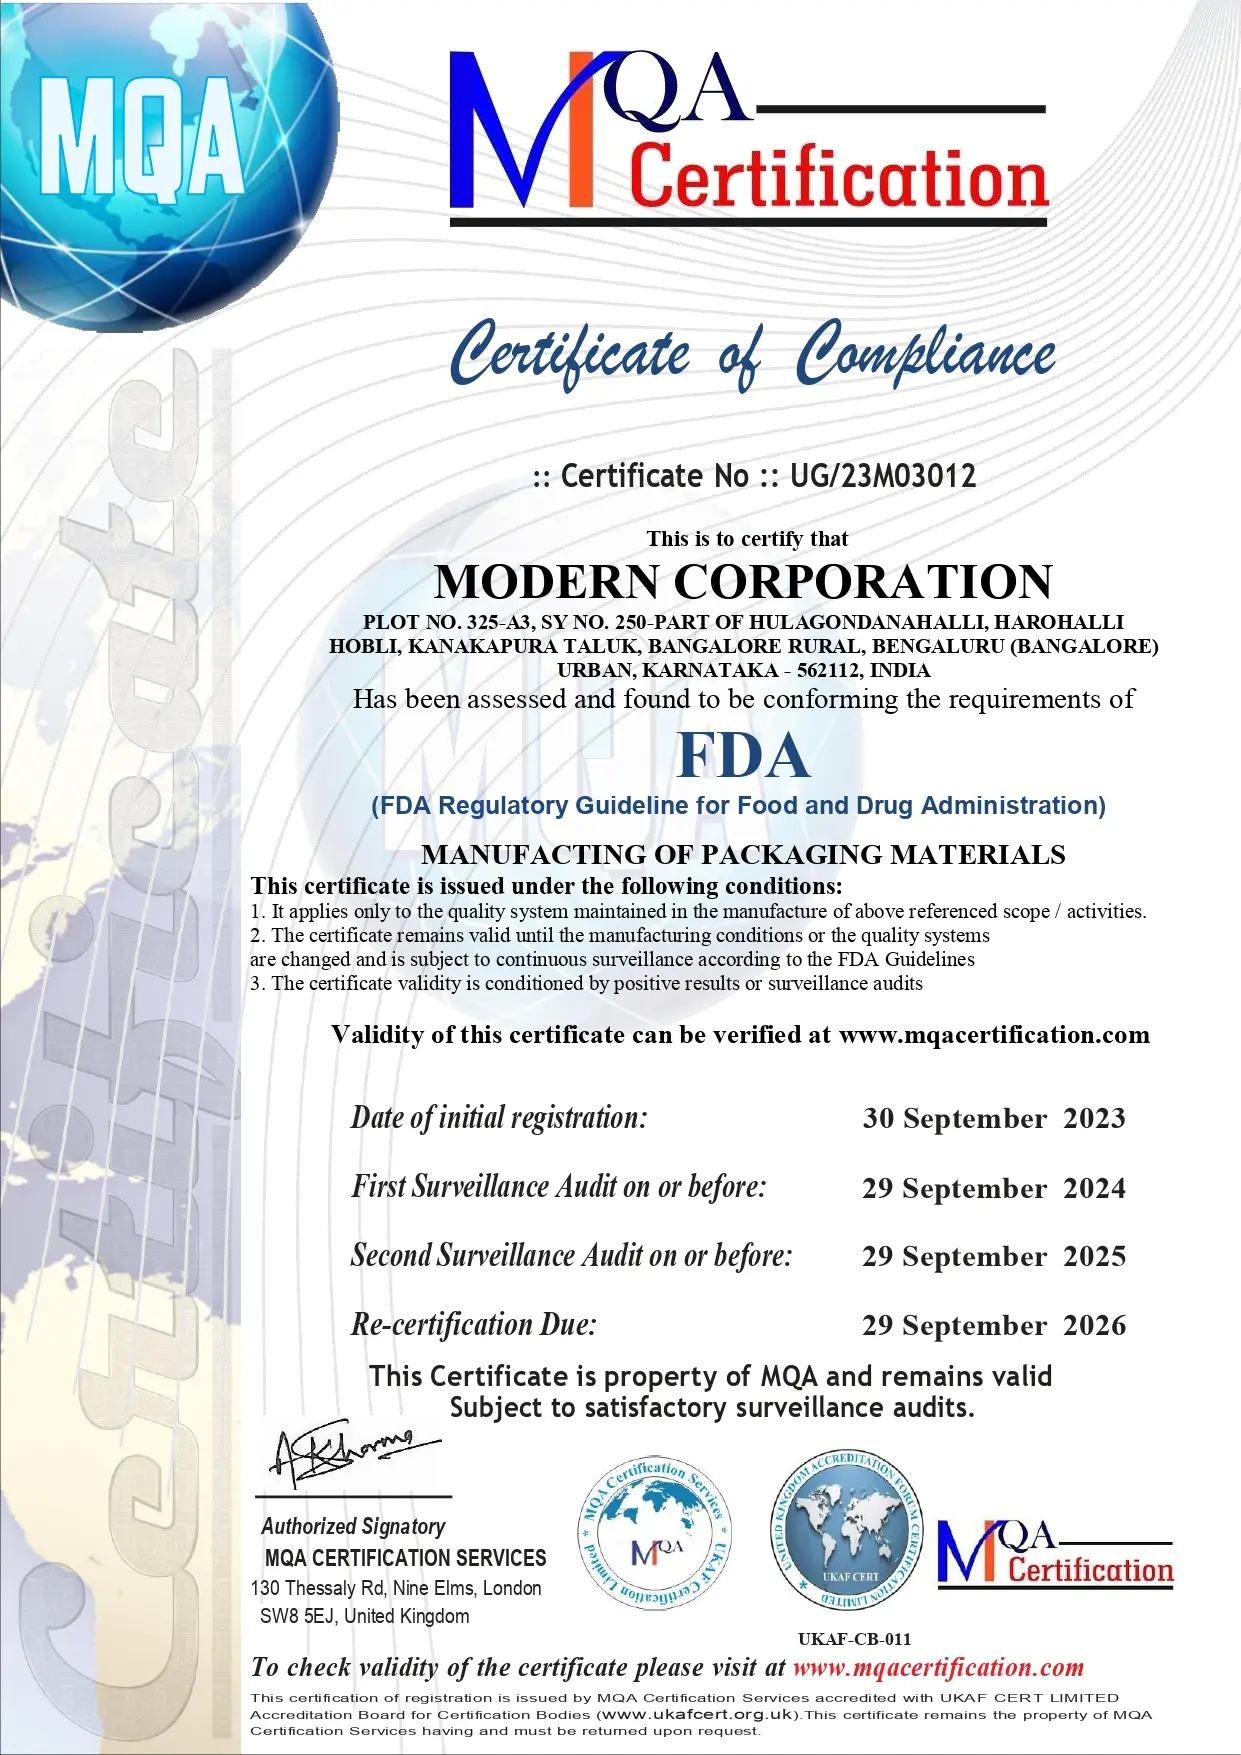 MQA
MQA
Certification
Certificate of Compliance
:: Certificate No :: UG/23M03012
This is to certify that
MODERN CORPORATION
PLOT NO. 325-A3, SY NO. 250-PART OF HULAGONDANAHALLI, HAROHALLI
HOBLI, KANAKAPURA TALUK, BANGALORE RURAL, BENGALURU (BANGALORE)
URBAN, KARNATAKA - 562112, INDIA
Has been assessed and found to be conforming the requirements of
FDA
(FDA Regulatory Guideline for Food and Drug Administration)
MANUFACTING OF PACKAGING MATERIALS
This certificate is issued under the following conditions:
1. It applies only to the quality system maintained in the manufacture of above referenced scope / activities.
2. The certificate remains valid until the manufacturing conditions or the quality systems
are changed and is subject to continuous surveillance according to the FDA Guidelines
3. The certificate validity is conditioned by positive results or surveillance audits
Validity of this certificate can be verified at www.mqacertification.com
Date of initial registration: 30 September 2023
First Surveillance Audit on or before: 29 September 2024
Second Surveillance Audit on or before: 29 September 2025
Re-certification Due: 29 September 2026
This Certificate is property of MQA and remains valid
Subject to satisfactory surveillance audits.
ASKharma
Authorized Signatory
MQA CERTIFICATION SERVICES
130 Thessaly Rd, Nine Elms, London
SW8 5EJ, United Kingdom
* MQA Certification Services * UKAF Certification Limited
MQA
UNITED KINGDOM ACCREDITATION FORUM CERTIFICATION LIMITED *
UKAF CERT
MQA
Certification
UKAF-CB-011
To check validity of the certificate please visit at www.mqacertification.com
This certification of registration is issued by MQA Certification Services accredited with UKAF CERT LIMITED
Accreditation Board for Certification Bodies (www.ukafcert.org.uk).This certificate remains the property of MQA
Certification Services having and must be returned upon request.
Certificate
MQA